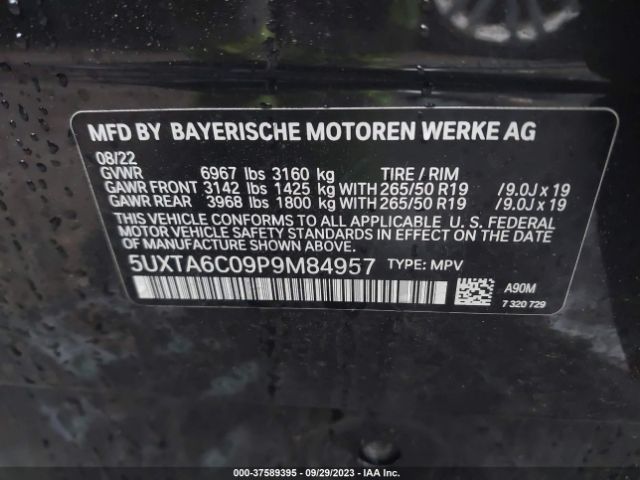 MFD BY BAYERISCHE MOTOREN WERKE AG
08/22
GVWR 6967 lbs 3160 kg TIRE / RIM
GAWR FRONT 3142 lbs 1425 kg WITH 265/50 R19 /9.0J x 19
GAWR REAR 3968 lbs 1800 kg WITH 265/50 R19 /9.0J x 19
THIS VEHICLE CONFORMS TO ALL APPLICABLE U. S. FEDERAL
MOTOR VEHICLE SAFETY STANDARDS IN EFFECT ON THE DATE
OF MANUFACTURE SHOWN ABOVE.
5UXTA6C09P9M84957 TYPE: MPV
A90M
7 320 729
000-37589395 - 09/29/2023 - IAA Inc.